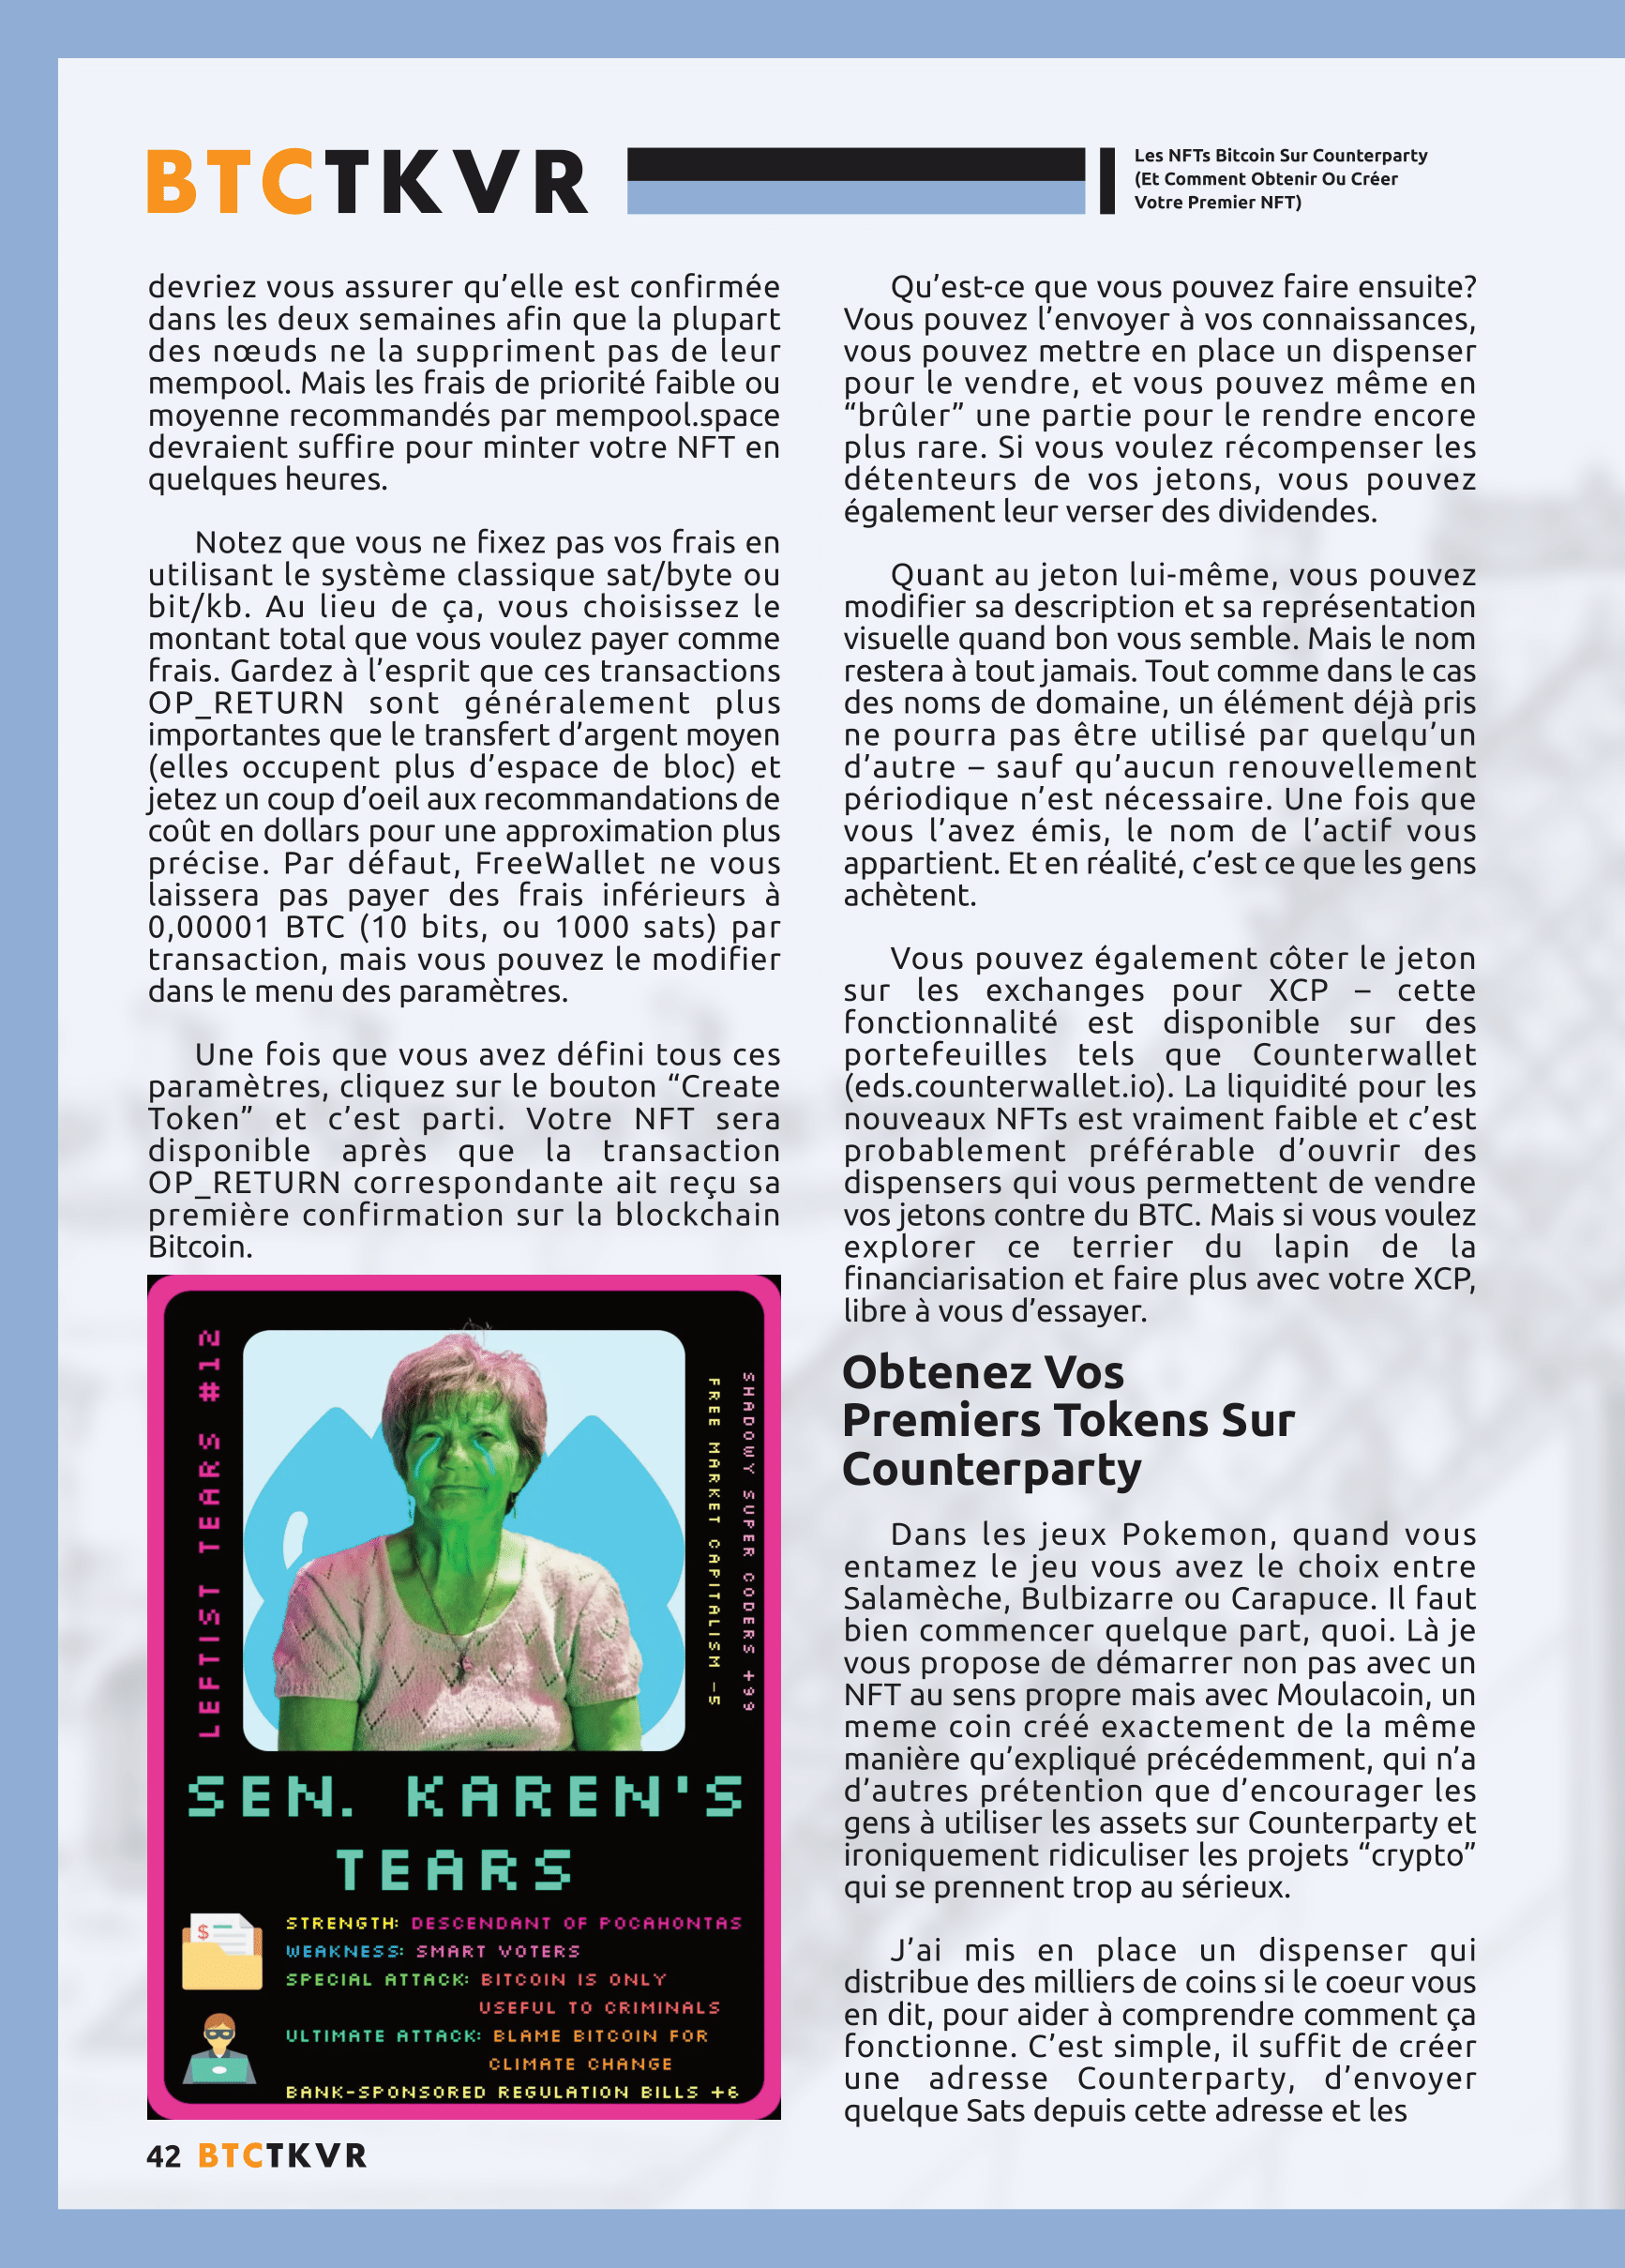 BTCTKVR
Les NFTs Bitcoin Sur Counterparty
(Et Comment Obtenir Ou Créer
Votre Premier NFT)
devriez vous assurer qu’elle est confirmée
dans les deux semaines afin que la plupart
des nœuds ne la suppriment pas de leur
mempool. Mais les frais de priorité faible ou
moyenne recommandés par mempool.space
devraient suffire pour minter votre NFT en
quelques heures.
Notez que vous ne fixez pas vos frais en
utilisant le système classique sat/byte ou
bit/kb. Au lieu de ça, vous choisissez le
montant total que vous voulez payer comme
frais. Gardez à l’esprit que ces transactions
OP_RETURN sont généralement plus
importantes que le transfert d’argent moyen
(elles occupent plus d’espace de bloc) et
jetez un coup d’oeil aux recommandations de
coût en dollars pour une approximation plus
précise. Par défaut, FreeWallet ne vous
laissera pas payer des frais inférieurs à
0,00001 BTC (10 bits, ou 1000 sats) par
transaction, mais vous pouvez le modifier
dans le menu des paramètres.
Une fois que vous avez défini tous ces
paramètres, cliquez sur le bouton “Create
Token” et c’est parti. Votre NFT sera
disponible après que la transaction
OP_RETURN correspondante ait reçu sa
première confirmation sur la blockchain
Bitcoin.
LEFTIST TEARS #12
SHADOWY SUPER CODERS +99
FREE MARKET CAPITALISM -5
SEN. KAREN'S
TEARS
STRENGTH: DESCENDANT OF POCAHONTAS
WEAKNESS: SMART VOTERS
SPECIAL ATTACK: BITCOIN IS ONLY
USEFUL TO CRIMINALS
ULTIMATE ATTACK: BLAME BITCOIN FOR
CLIMATE CHANGE
BANK-SPONSORED REGULATION BILLS +6
Qu’est-ce que vous pouvez faire ensuite?
Vous pouvez l’envoyer à vos connaissances,
vous pouvez mettre en place un dispenser
pour le vendre, et vous pouvez même en
“brûler” une partie pour le rendre encore
plus rare. Si vous voulez récompenser les
détenteurs de vos jetons, vous pouvez
également leur verser des dividendes.
Quant au jeton lui-même, vous pouvez
modifier sa description et sa représentation
visuelle quand bon vous semble. Mais le nom
restera à tout jamais. Tout comme dans le cas
des noms de domaine, un élément déjà pris
ne pourra pas être utilisé par quelqu’un
d’autre – sauf qu’aucun renouvellement
périodique n’est nécessaire. Une fois que
vous l’avez émis, le nom de l’actif vous
appartient. Et en réalité, c’est ce que les gens
achètent.
Vous pouvez également côter le jeton
sur les exchanges pour XCP – cette
fonctionnalité est disponible sur des
portefeuilles tels que Counterwallet
(eds.counterwallet.io). La liquidité pour les
nouveaux NFTs est vraiment faible et c’est
probablement préférable d’ouvrir des
dispensers qui vous permettent de vendre
vos jetons contre du BTC. Mais si vous voulez
explorer ce terrier du lapin de la
financiarisation et faire plus avec votre XCP,
libre à vous d’essayer.
Obtenez Vos
Premiers Tokens Sur
Counterparty
Dans les jeux Pokemon, quand vous
entamez le jeu vous avez le choix entre
Salamèche, Bulbizarre ou Carapuce. Il faut
bien commencer quelque part, quoi. Là je
vous propose de démarrer non pas avec un
NFT au sens propre mais avec Moulacoin, un
meme coin créé exactement de la même
manière qu’expliqué précédemment, qui n’a
d’autres prétention que d’encourager les
gens à utiliser les assets sur Counterparty et
ironiquement ridiculiser les projets “crypto”
qui se prennent trop au sérieux.
J’ai mis en place un dispenser qui
distribue des milliers de coins si le coeur vous
en dit, pour aider à comprendre comment ça
fonctionne. C’est simple, il suffit de créer
une adresse Counterparty, d’envoyer
quelque Sats depuis cette adresse et les
42 BTCTKVR